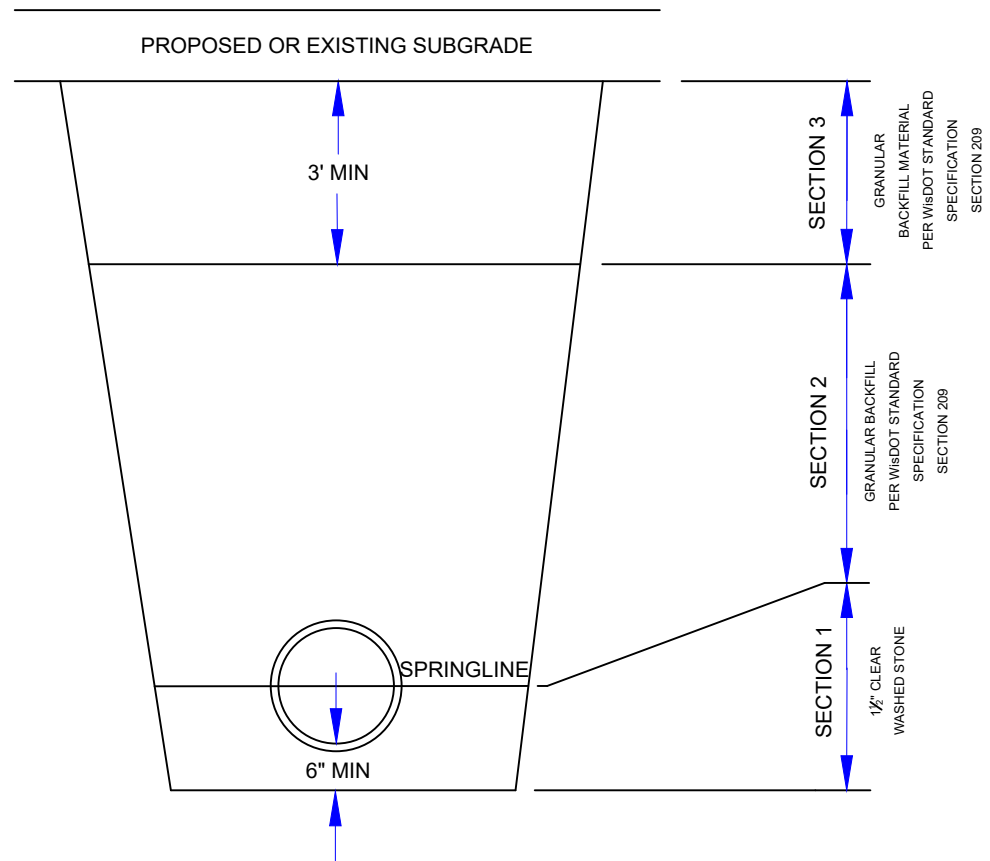 PROPOSED OR EXISTING SUBGRADE
3' MIN
SECTION 3
GRANULAR
BACKFILL MATERIAL
PER WisDOT STANDARD
SPECIFICATION
SECTION 209
SECTION 2
GRANULAR BACKFILL
PER WisDOT STANDARD
SPECIFICATION
SECTION 209
SPRINGLINE
6" MIN
SECTION 1
1½" CLEAR
WASHED STONE